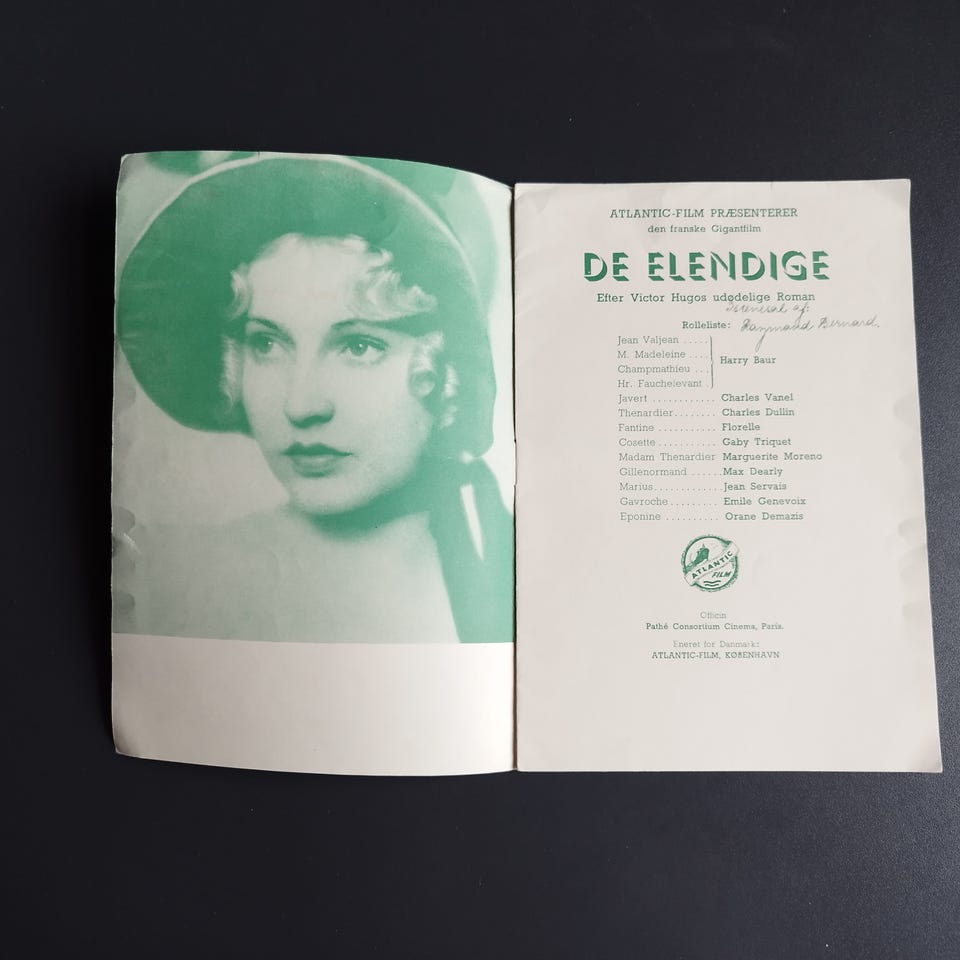 ATLANTIC-FILM PRÆSENTERER
den franske Gigantfilm
DE ELENDIGE
Efter Victor Hugos udødelige Roman
Iscenesat af:
Rolleliste: Raymond Bernard.
Jean Valjean .....
M. Madeleine .... Harry Baur
Champmathieu ...
Hr. Fauchelevant .
Javert ............ Charles Vanel
Thenardier........ Charles Dullin
Fantine ........... Florelle
Cosette .......... Gaby Triquet
Madam Thenardier Marguerite Moreno
Gillenormand ...... Max Dearly
Marius............. Jean Servais
Gavroche ......... Emile Genevoix
Eponine .......... Orane Demazis
ATLANTIC
FILM
Officin
Pathé Consortium Cinema, Paris.
Eneret for Danmark:
ATLANTIC-FILM, KØBENHAVN